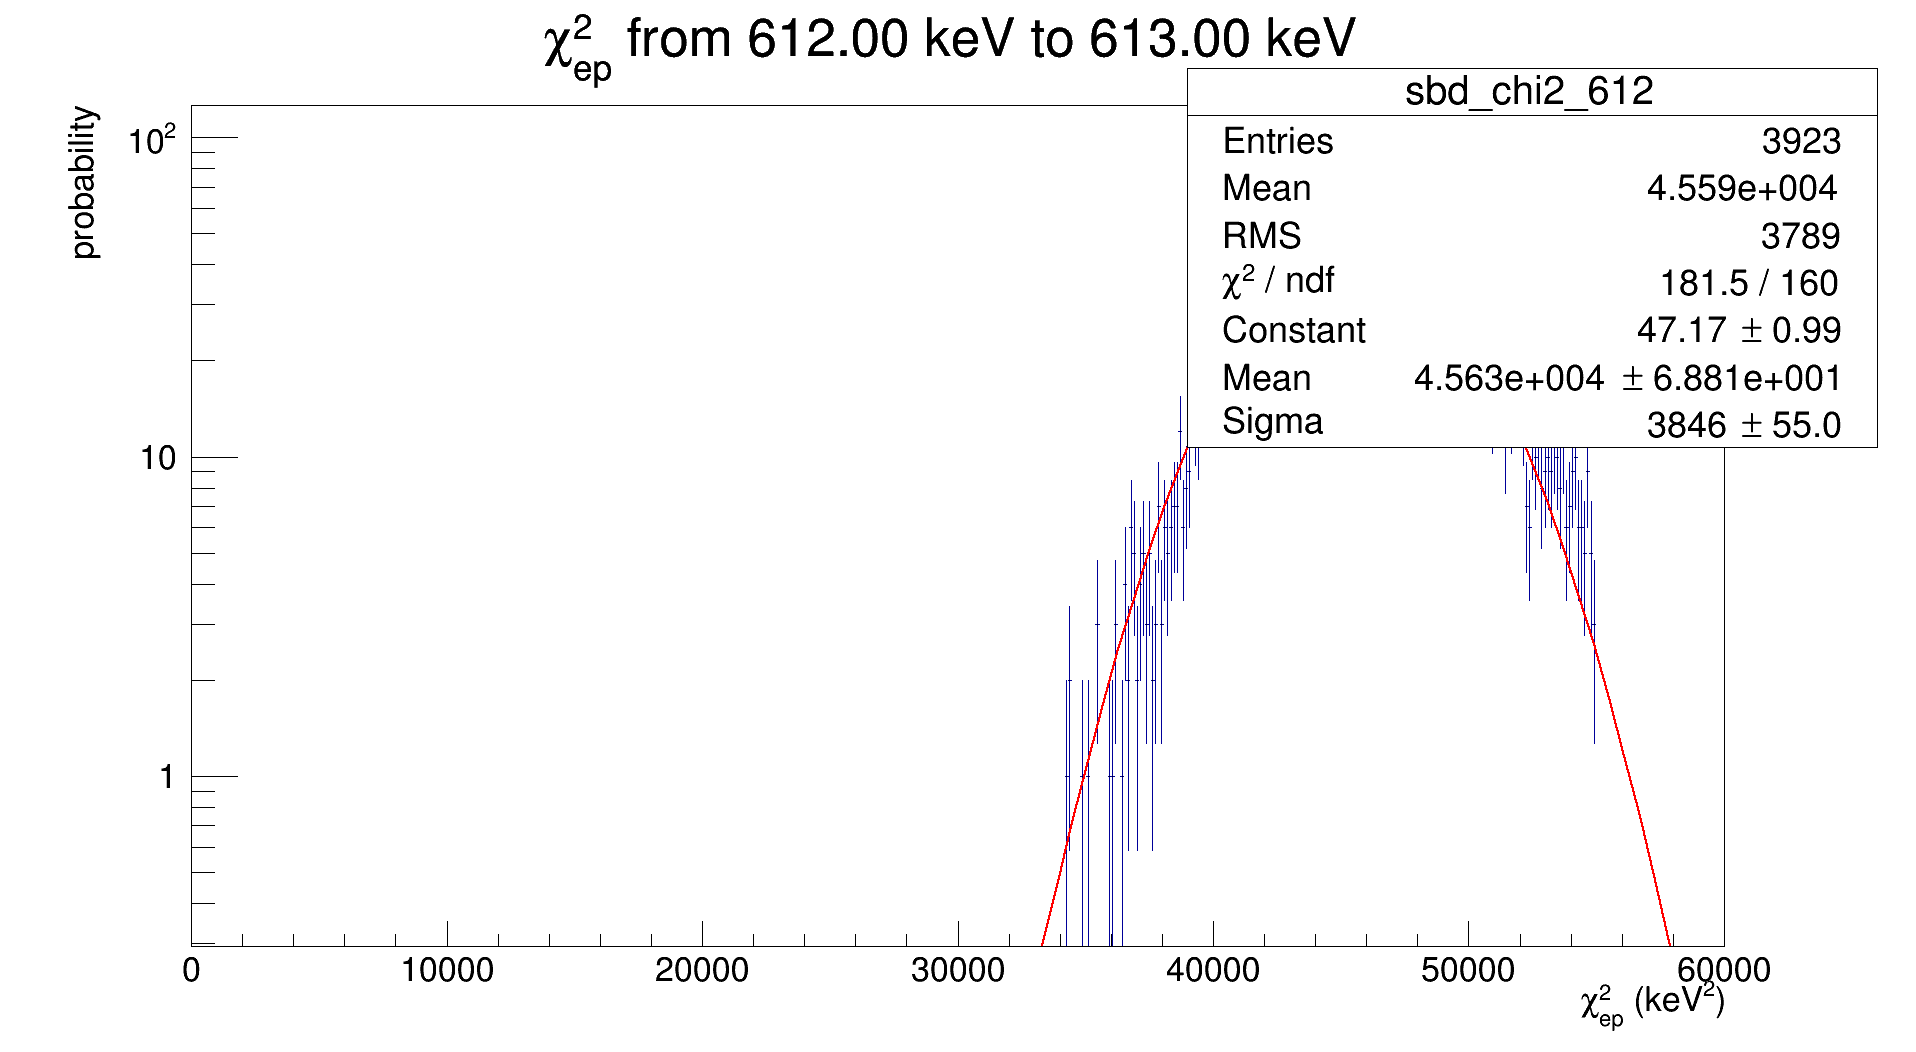 χ²ep from 612.00 keV to 613.00 keV
probability
10²
10
1
sbd_chi2_612
Entries 3923
Mean 4.559e+004
RMS 3789
χ² / ndf 181.5 / 160
Constant 47.17 ± 0.99
Mean 4.563e+004 ± 6.881e+001
Sigma 3846 ± 55.0
0 10000 20000 30000 40000 50000 60000
χ²ep (keV²)